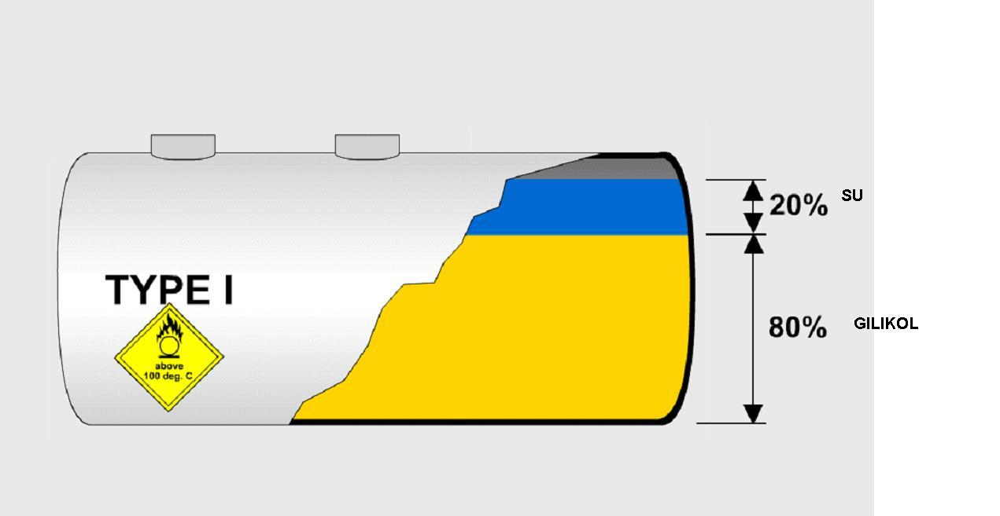 SU
20%
TYPE I
80%
GILIKOL
above
100 deg. C